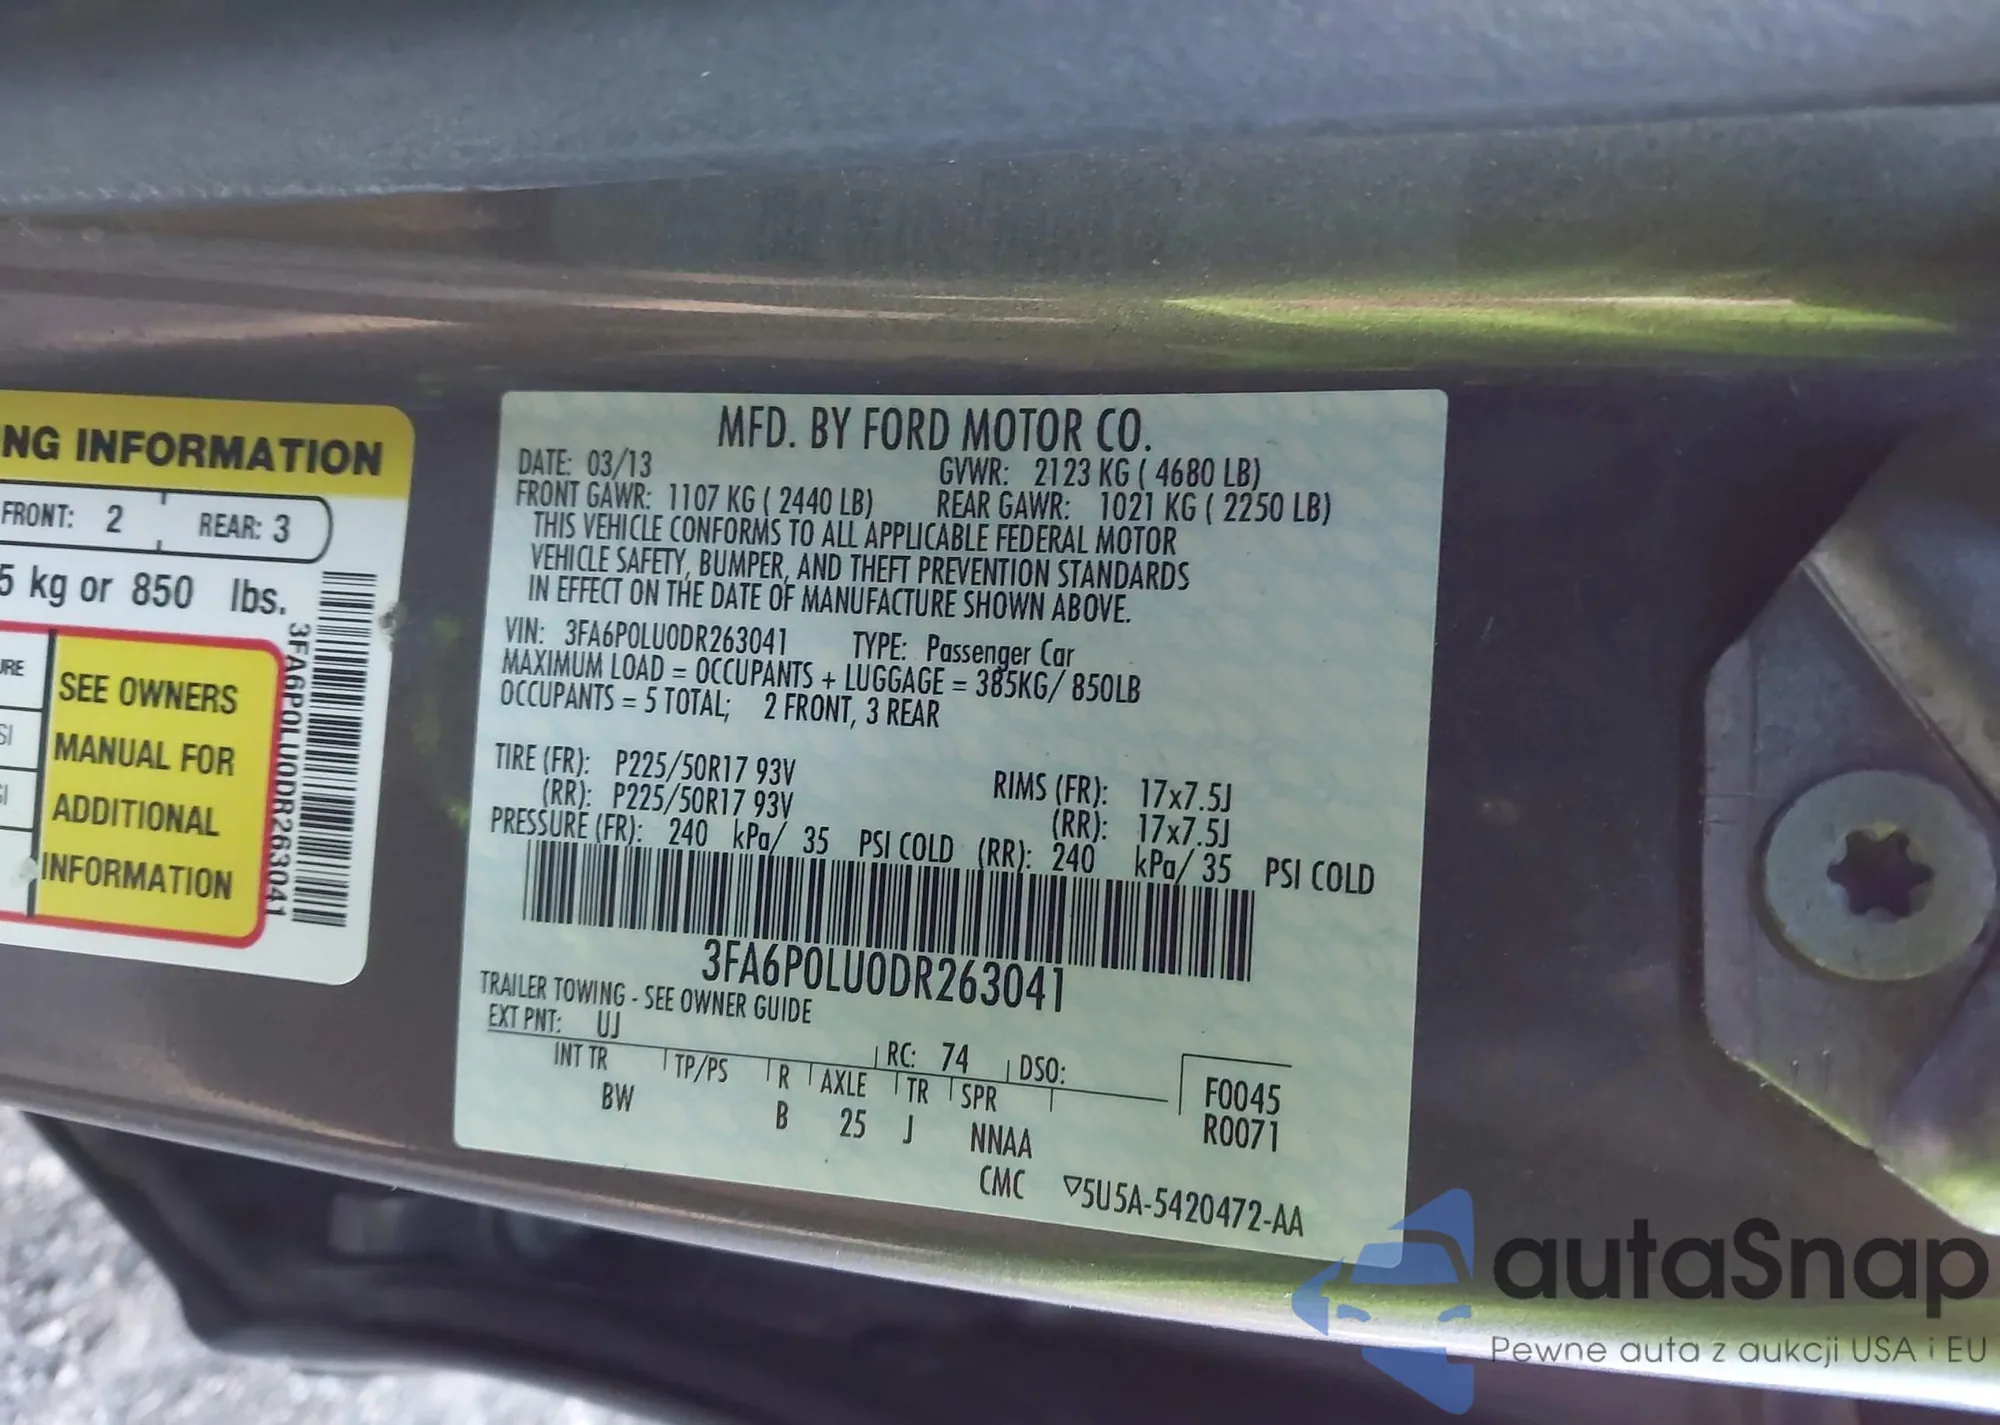 NG INFORMATION
FRONT: 2 REAR: 3
5 kg or 850 lbs.
SEE OWNERS
MANUAL FOR
ADDITIONAL
INFORMATION
3FA6P0LU0DR263041
MFD. BY FORD MOTOR CO.
DATE: 03/13 GVWR: 2123 KG ( 4680 LB)
FRONT GAWR: 1107 KG ( 2440 LB) REAR GAWR: 1021 KG ( 2250 LB)
THIS VEHICLE CONFORMS TO ALL APPLICABLE FEDERAL MOTOR
VEHICLE SAFETY, BUMPER, AND THEFT PREVENTION STANDARDS
IN EFFECT ON THE DATE OF MANUFACTURE SHOWN ABOVE.
VIN: 3FA6P0LU0DR263041 TYPE: Passenger Car
MAXIMUM LOAD = OCCUPANTS + LUGGAGE = 385KG/ 850LB
OCCUPANTS = 5 TOTAL; 2 FRONT, 3 REAR
TIRE (FR): P225/50R17 93V RIMS (FR): 17x7.5J
(RR): P225/50R17 93V (RR): 17x7.5J
PRESSURE (FR): 240 kPa/ 35 PSI COLD (RR): 240 kPa/ 35 PSI COLD
3FA6P0LU0DR263041
TRAILER TOWING - SEE OWNER GUIDE
EXT PNT: UJ RC: 74 DSO:
INT TR TP/PS R AXLE TR SPR F0045
BW B 25 J NNAA R0071
CMC ▽5U5A-5420472-AA
autaSnap
Pewne auta z aukcji USA i EU